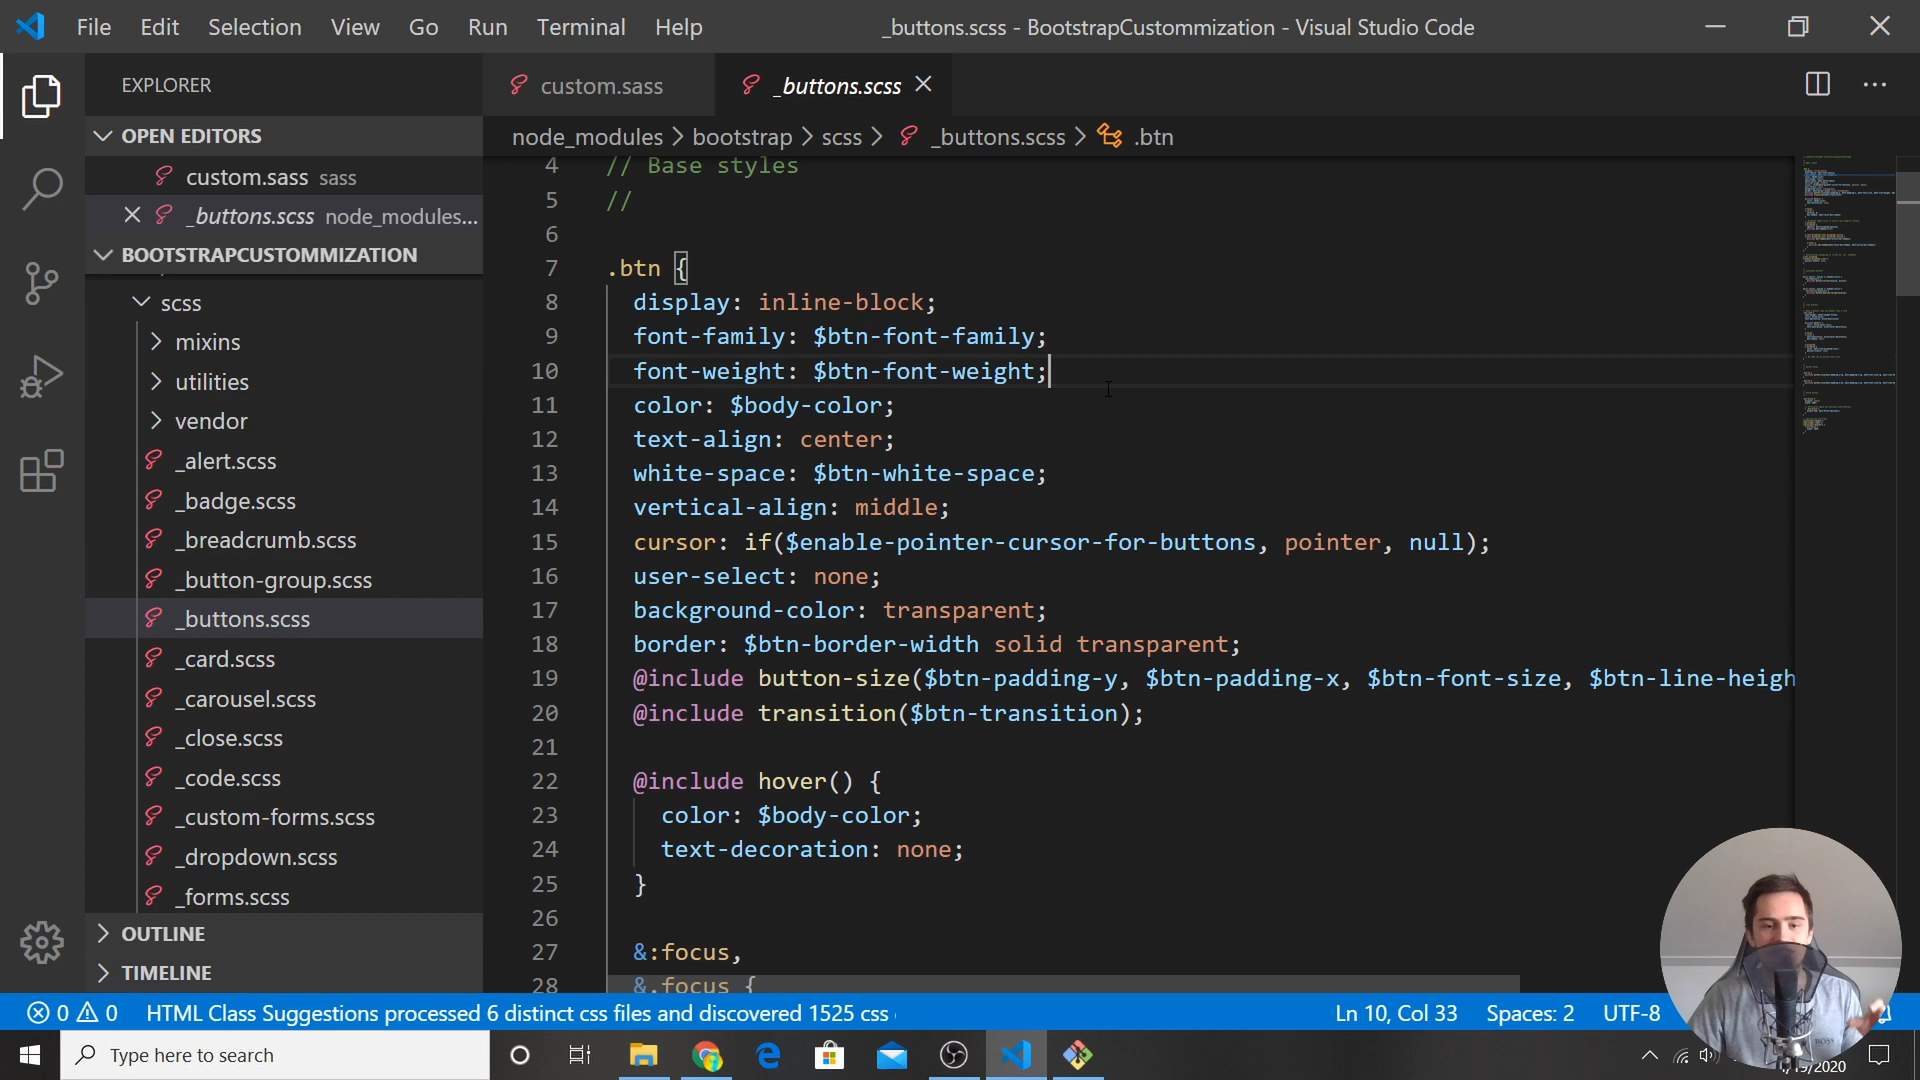 File Edit Selection View Go Run Terminal Help
_buttons.scss - BootstrapCustommization - Visual Studio Code
EXPLORER
custom.sass
_buttons.scss
OPEN EDITORS
node_modules > bootstrap > scss > _buttons.scss > .btn
custom.sass sass
_buttons.scss node_modules...
BOOTSTRAPCUSTOMMIZATION
scss
mixins
utilities
vendor
_alert.scss
_badge.scss
_breadcrumb.scss
_button-group.scss
_buttons.scss
_card.scss
_carousel.scss
_close.scss
_code.scss
_custom-forms.scss
_dropdown.scss
_forms.scss
OUTLINE
TIMELINE
4 // Base styles
5 //
6
7 .btn {
8 display: inline-block;
9 font-family: $btn-font-family;
10 font-weight: $btn-font-weight;
11 color: $body-color;
12 text-align: center;
13 white-space: $btn-white-space;
14 vertical-align: middle;
15 cursor: if($enable-pointer-cursor-for-buttons, pointer, null);
16 user-select: none;
17 background-color: transparent;
18 border: $btn-border-width solid transparent;
19 @include button-size($btn-padding-y, $btn-padding-x, $btn-font-size, $btn-line-heigh
20 @include transition($btn-transition);
21
22 @include hover() {
23 color: $body-color;
24 text-decoration: none;
25 }
26
27 &:focus,
28 &.focus {
0 0 HTML Class Suggestions processed 6 distinct css files and discovered 1525 css
Ln 10, Col 33 Spaces: 2 UTF-8
Type here to search